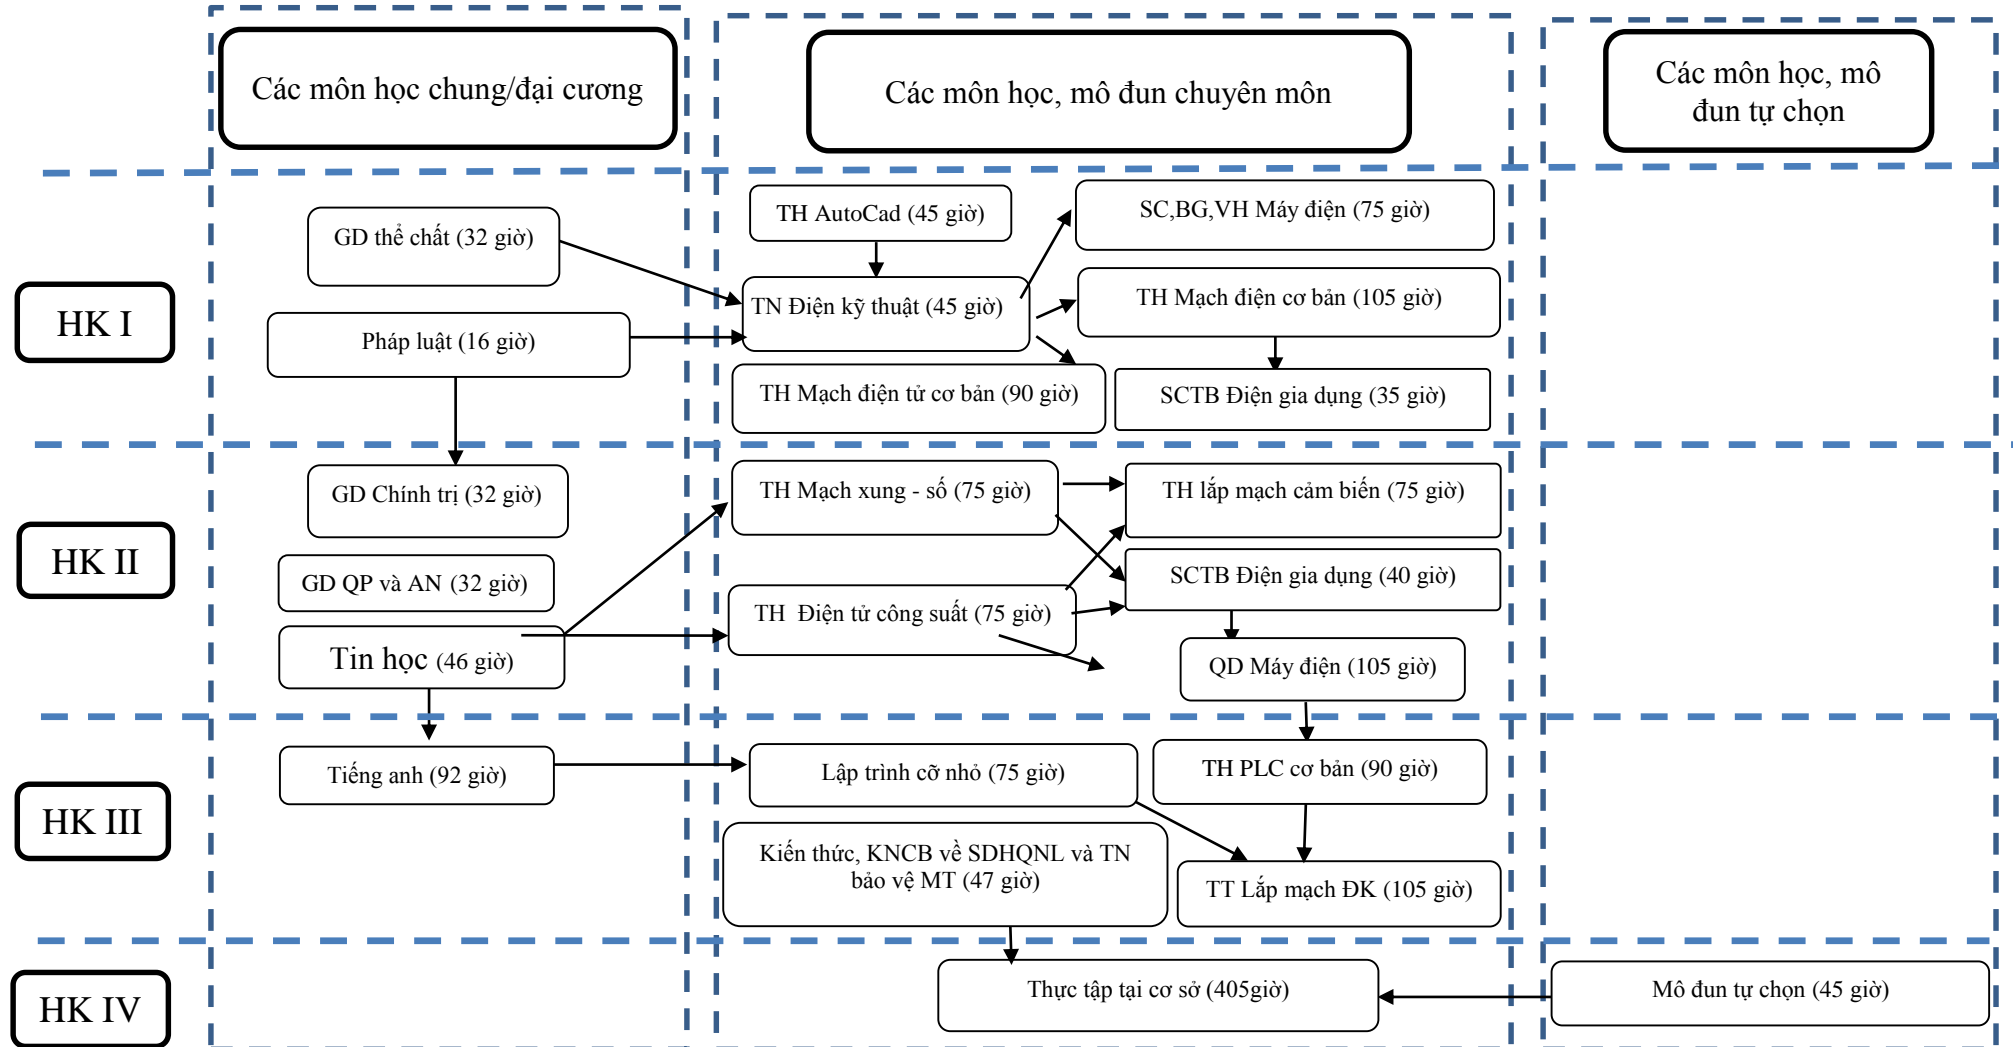 Các môn học chung/đại cương
Các môn học, mô đun chuyên môn
Các môn học, mô
đun tự chọn
HK I
GD thể chất (32 giờ)
Pháp luật (16 giờ)
TH AutoCad (45 giờ)
TN Điện kỹ thuật (45 giờ)
TH Mạch điện tử cơ bản (90 giờ)
SC,BG,VH Máy điện (75 giờ)
TH Mạch điện cơ bản (105 giờ)
SCTB Điện gia dụng (35 giờ)
HK II
GD Chính trị (32 giờ)
GD QP và AN (32 giờ)
Tin học (46 giờ)
TH Mạch xung - số (75 giờ)
TH Điện tử công suất (75 giờ)
TH lắp mạch cảm biến (75 giờ)
SCTB Điện gia dụng (40 giờ)
QD Máy điện (105 giờ)
HK III
Tiếng anh (92 giờ)
Lập trình cỡ nhỏ (75 giờ)
Kiến thức, KNCB về SDHQNL và TN
bảo vệ MT (47 giờ)
TH PLC cơ bản (90 giờ)
TT Lắp mạch ĐK (105 giờ)
HK IV
Thực tập tại cơ sở (405giờ)
Mô đun tự chọn (45 giờ)